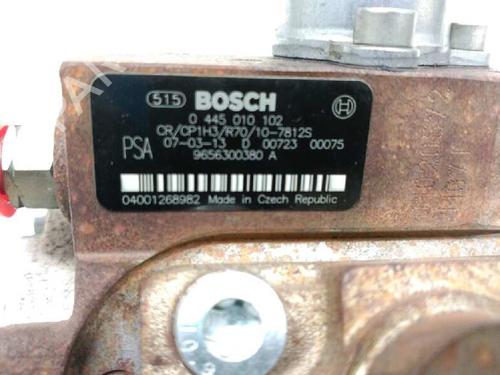 515 BOSCH
0 445 010 102
CR/CP1H3/R70/10-7812S
PSA 07-03-13 D 00723 00075
9656300380 A
04001268982 Made in Czech Republic